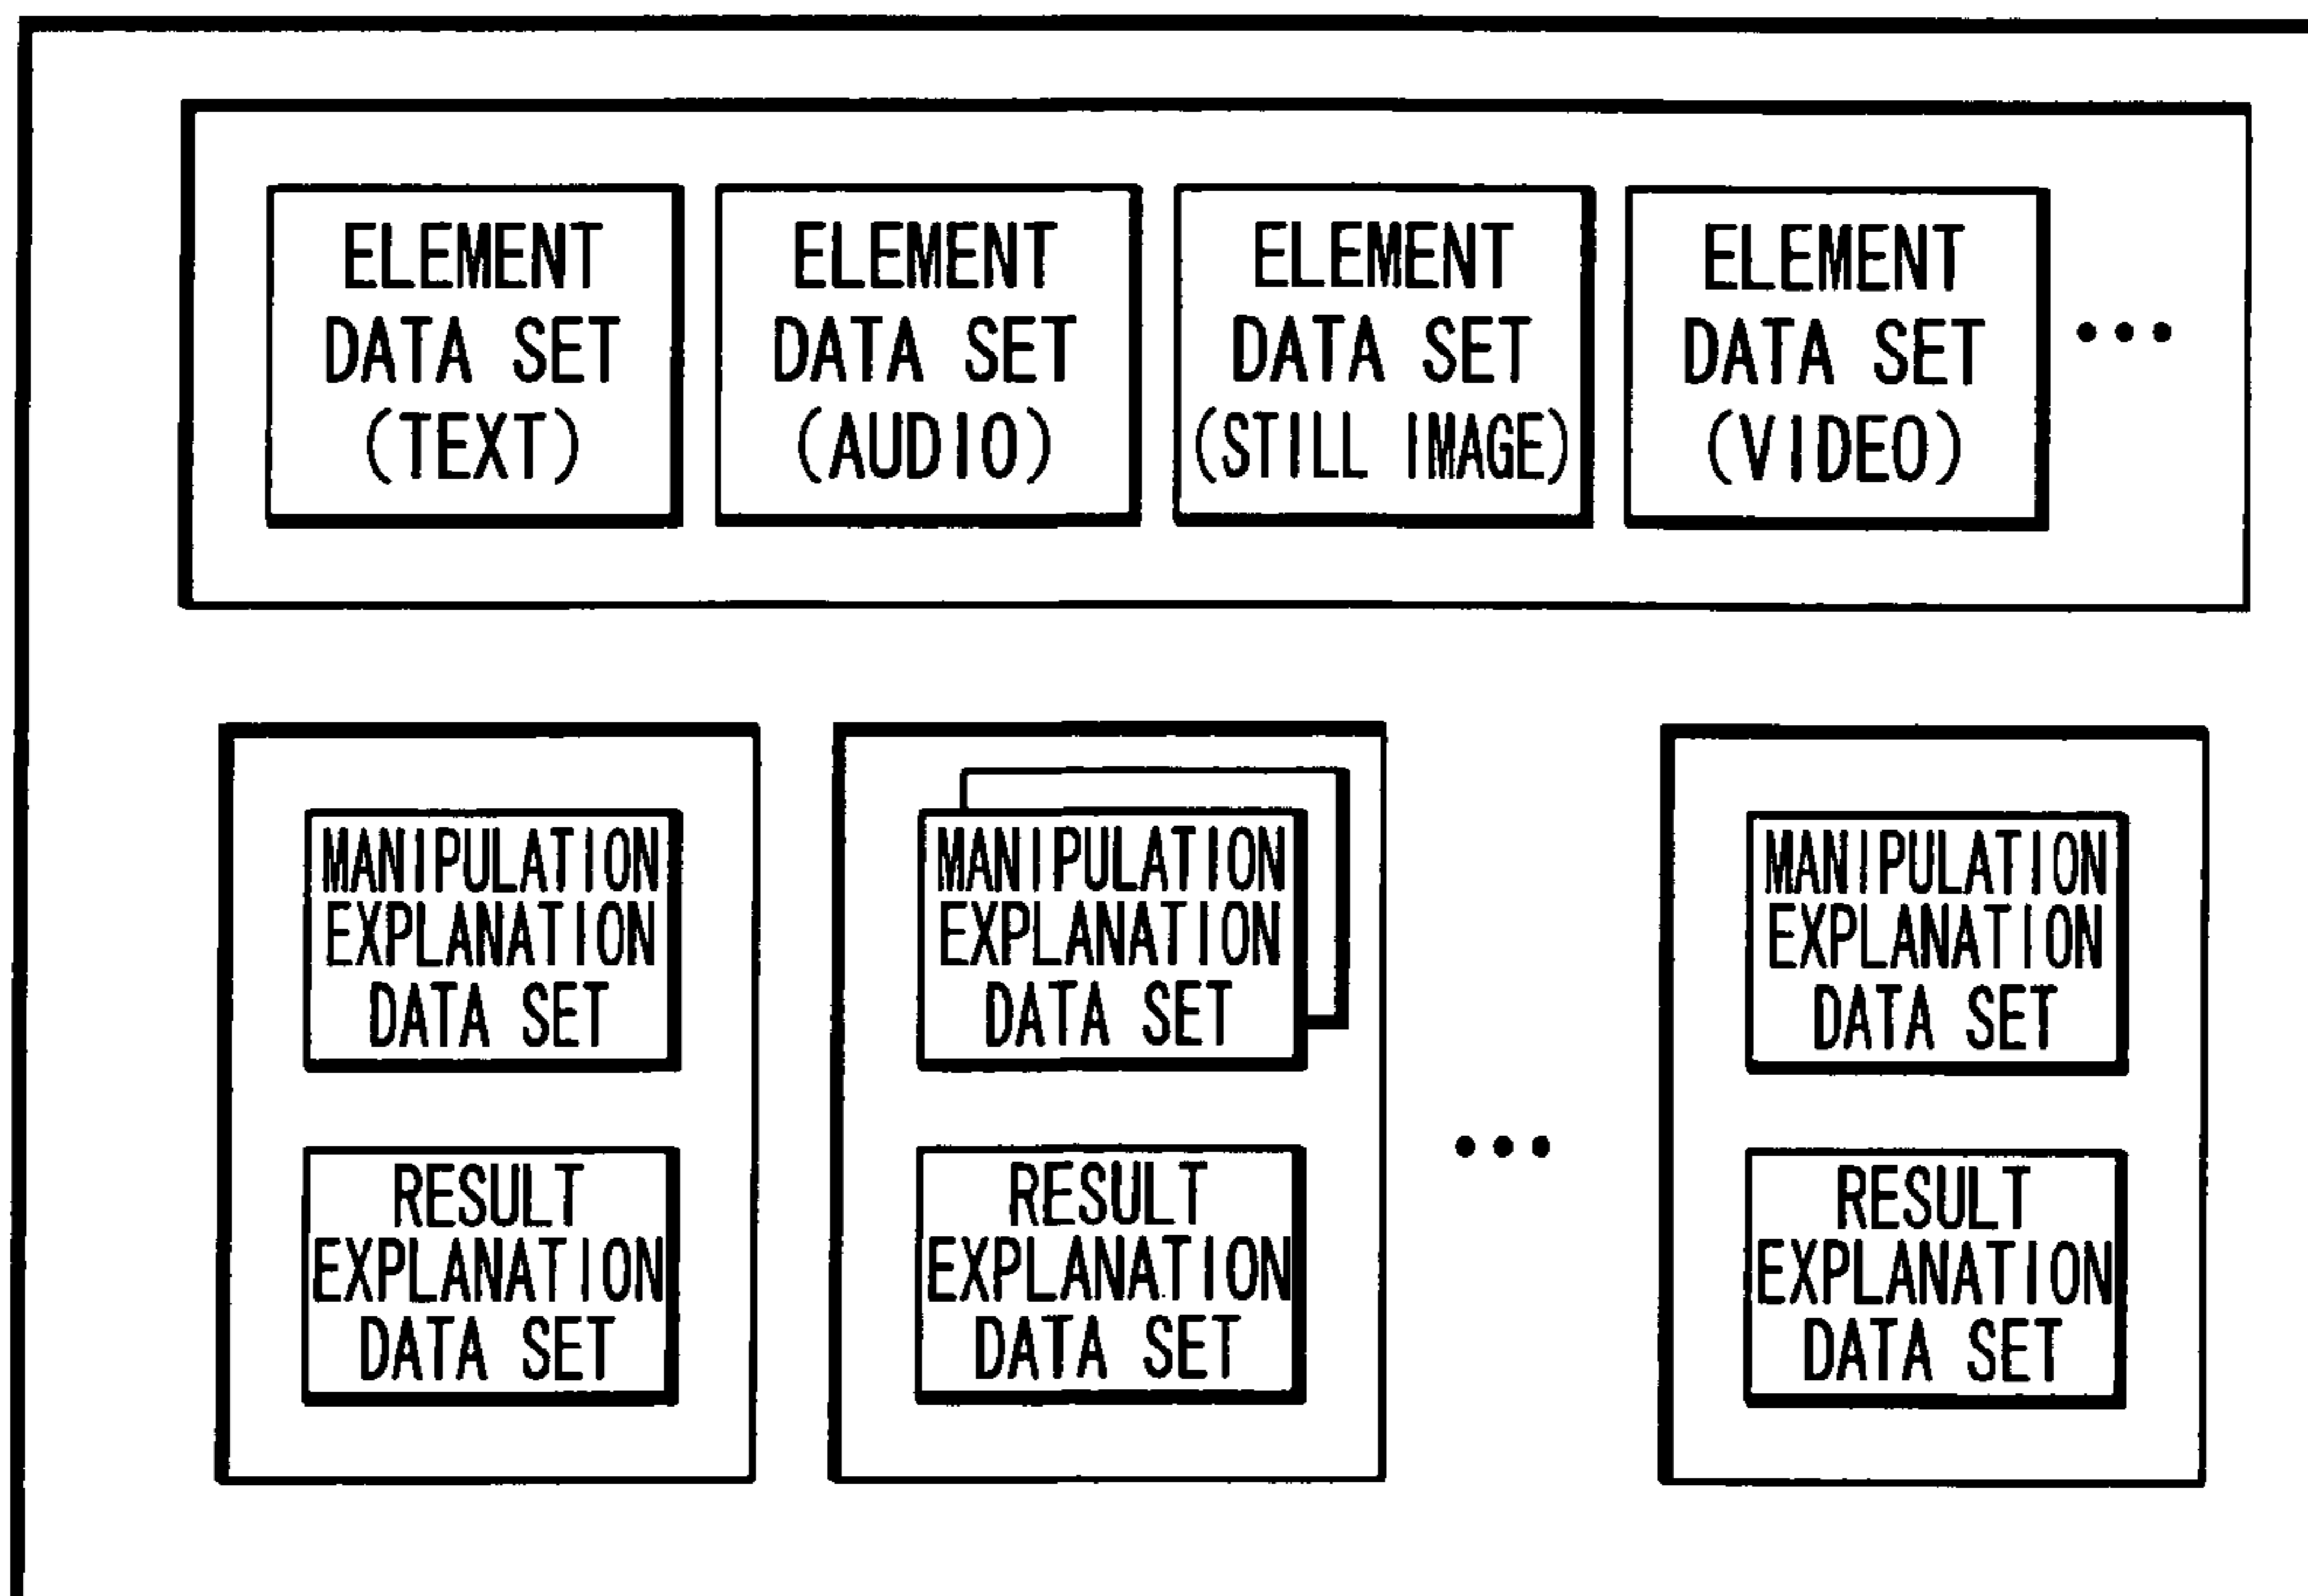 ELEMENT
DATA SET
(TEXT)
ELEMENT
DATA SET
(AUDIO)
ELEMENT
DATA SET
(STILL IMAGE)
ELEMENT
DATA SET
(VIDEO)
•••
MANIPULATION
EXPLANATION
DATA SET
RESULT
EXPLANATION
DATA SET
MANIPULATION
EXPLANATION
DATA SET
RESULT
EXPLANATION
DATA SET
•••
MANIPULATION
EXPLANATION
DATA SET
RESULT
EXPLANATION
DATA SET